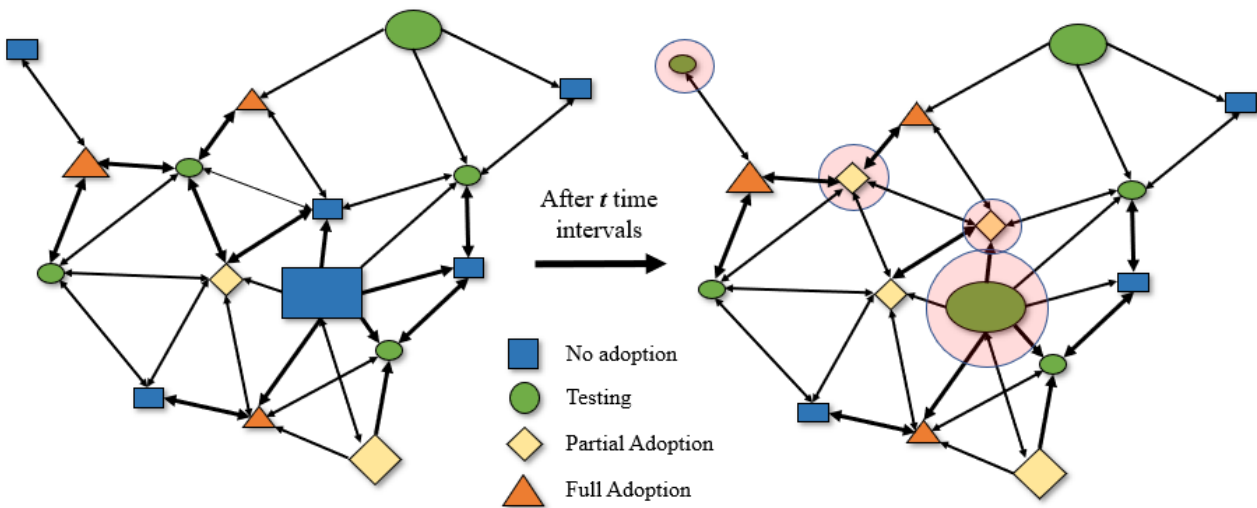 After t time
intervals
No adoption
Testing
Partial Adoption
Full Adoption